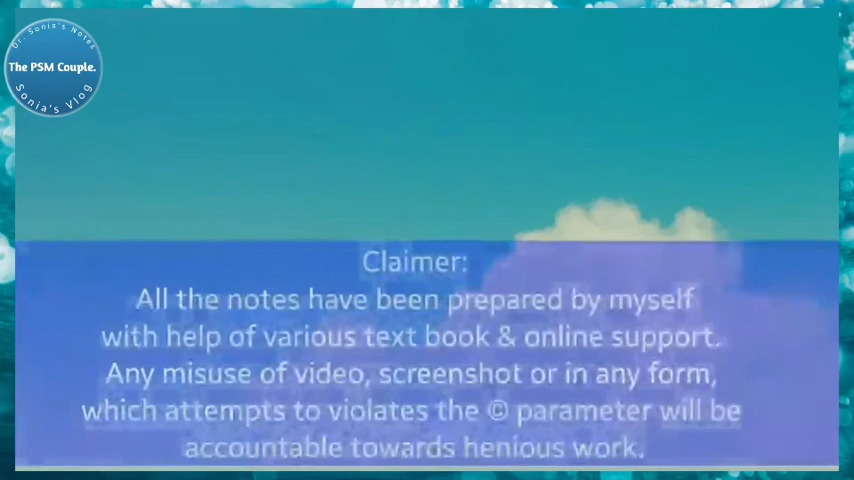 Dr. Sonia's Notes
The PSM Couple.
Sonia's Vlog
Claimer:
All the notes have been prepared by myself
with help of various text book & online support.
Any misuse of video, screenshot or in any form,
which attempts to violates the © parameter will be
accountable towards henious work.